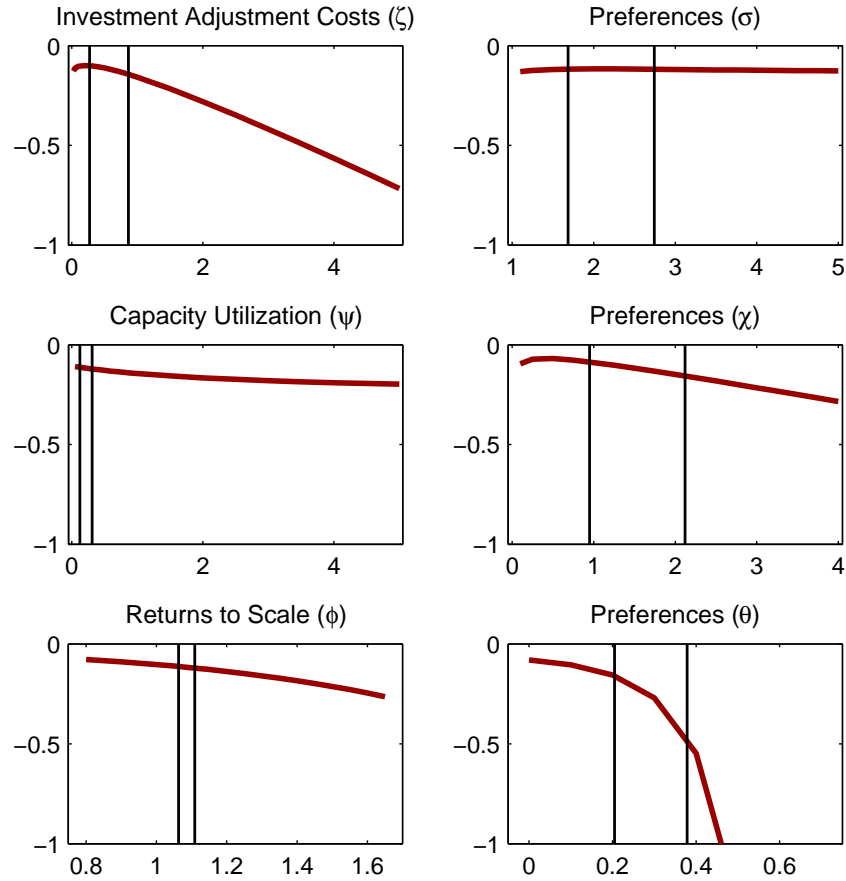 Investment Adjustment Costs (ζ)
0
−0.5
−1
0 2 4
Preferences (σ)
0
−0.5
−1
1 2 3 4 5
Capacity Utilization (ψ)
0
−0.5
−1
0 2 4
Preferences (χ)
0
−0.5
−1
0 1 2 3 4
Returns to Scale (ϕ)
0
−0.5
−1
0.8 1 1.2 1.4 1.6
Preferences (θ)
0
−0.5
−1
0 0.2 0.4 0.6